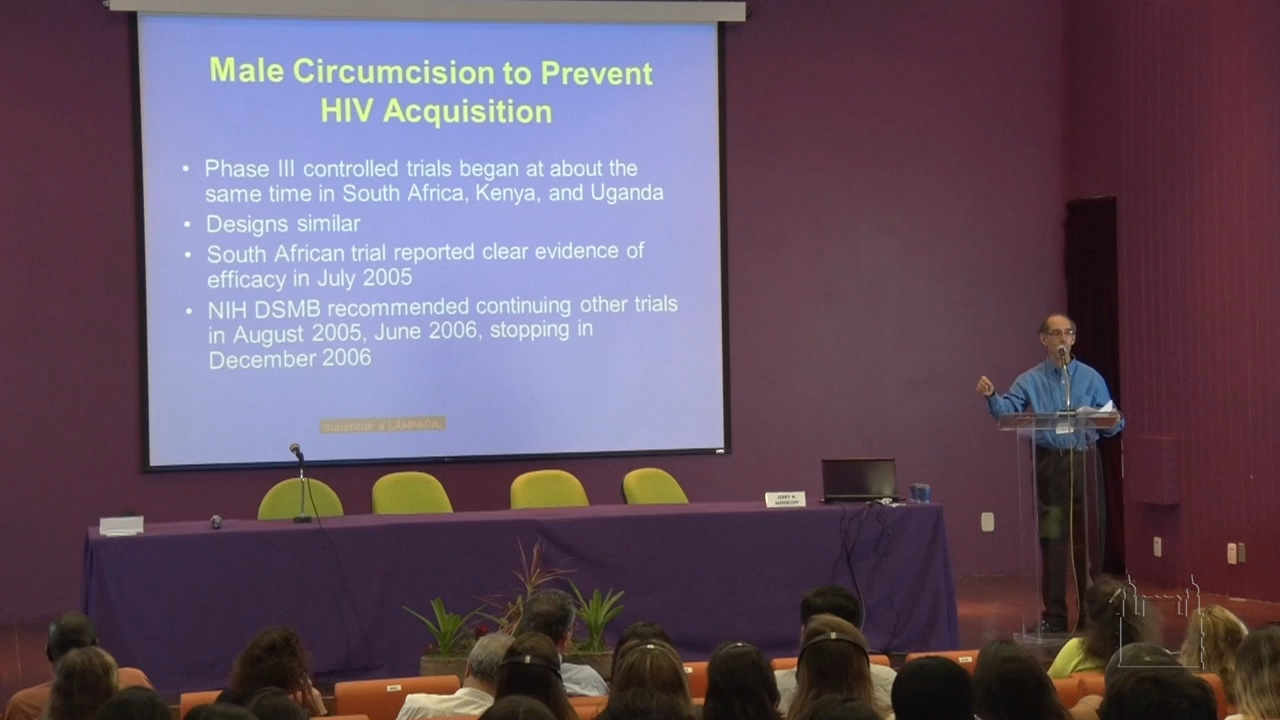 Male Circumcision to Prevent
HIV Acquisition
• Phase III controlled trials began at about the
same time in South Africa, Kenya, and Uganda
• Designs similar
• South African trial reported clear evidence of
efficacy in July 2005
• NIH DSMB recommended continuing other trials
in August 2005, June 2006, stopping in
December 2006
Substituir a LÂMPADA.
JERRY A.
MENIKOFF